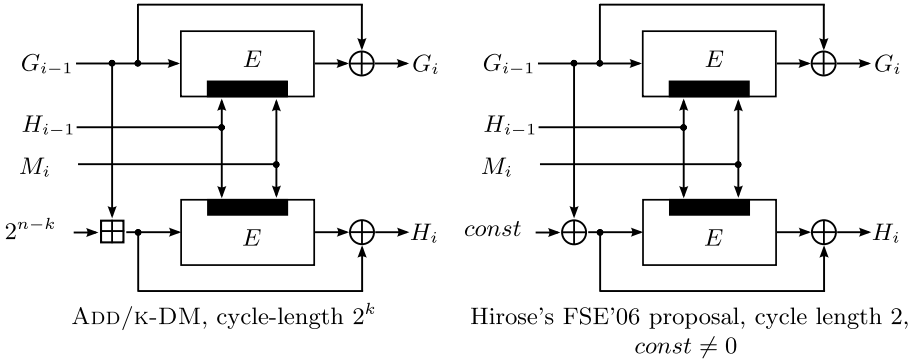 G_{i−1} E G_i
H_{i−1}
M_i
2^{n−k} E H_i
ADD/K-DM, cycle-length 2^k
G_{i−1} E G_i
H_{i−1}
M_i
const E H_i
Hirose's FSE'06 proposal, cycle length 2,
const ≠ 0